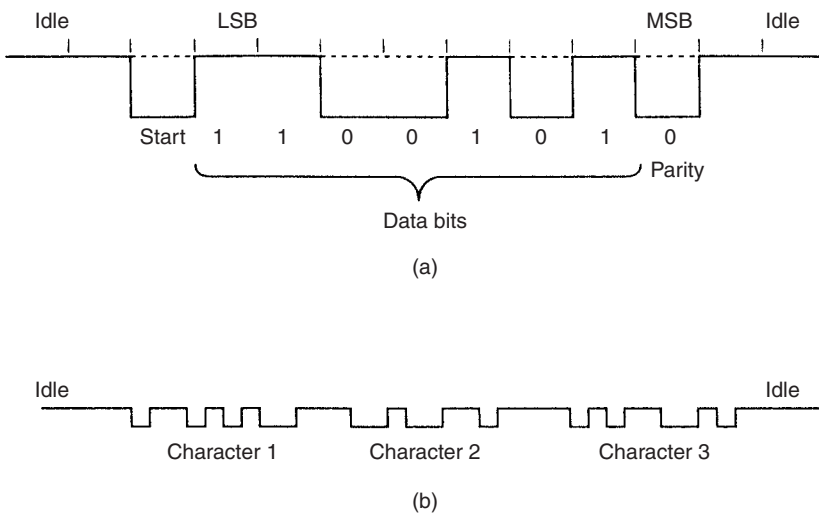 Idle LSB MSB Idle
Start 1 1 0 0 1 0 1 0
Parity
Data bits
(a)
Idle Idle
Character 1 Character 2 Character 3
(b)